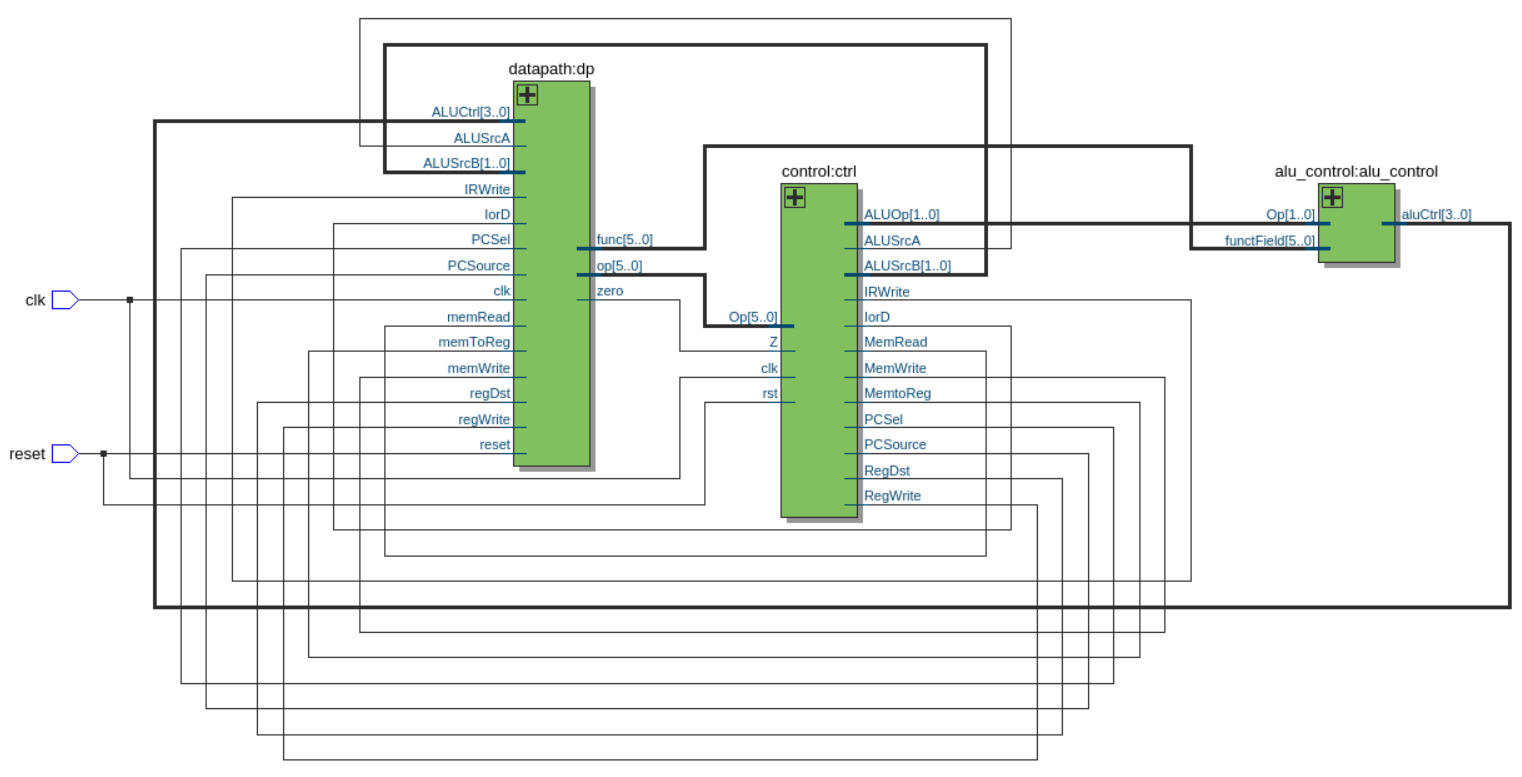 datapath:dp
ALUCtrl[3..0]
ALUSrcA
ALUSrcB[1..0]
IRWrite
IorD
PCSel
PCSource
clk
memRead
memToReg
memWrite
regDst
regWrite
reset
func[5..0]
op[5..0]
zero
clk
reset
control:ctrl
Op[5..0]
Z
clk
rst
ALUOp[1..0]
ALUSrcA
ALUSrcB[1..0]
IRWrite
IorD
MemRead
MemWrite
MemtoReg
PCSel
PCSource
RegDst
RegWrite
alu_control:alu_control
Op[1..0]
functField[5..0]
aluCtrl[3..0]